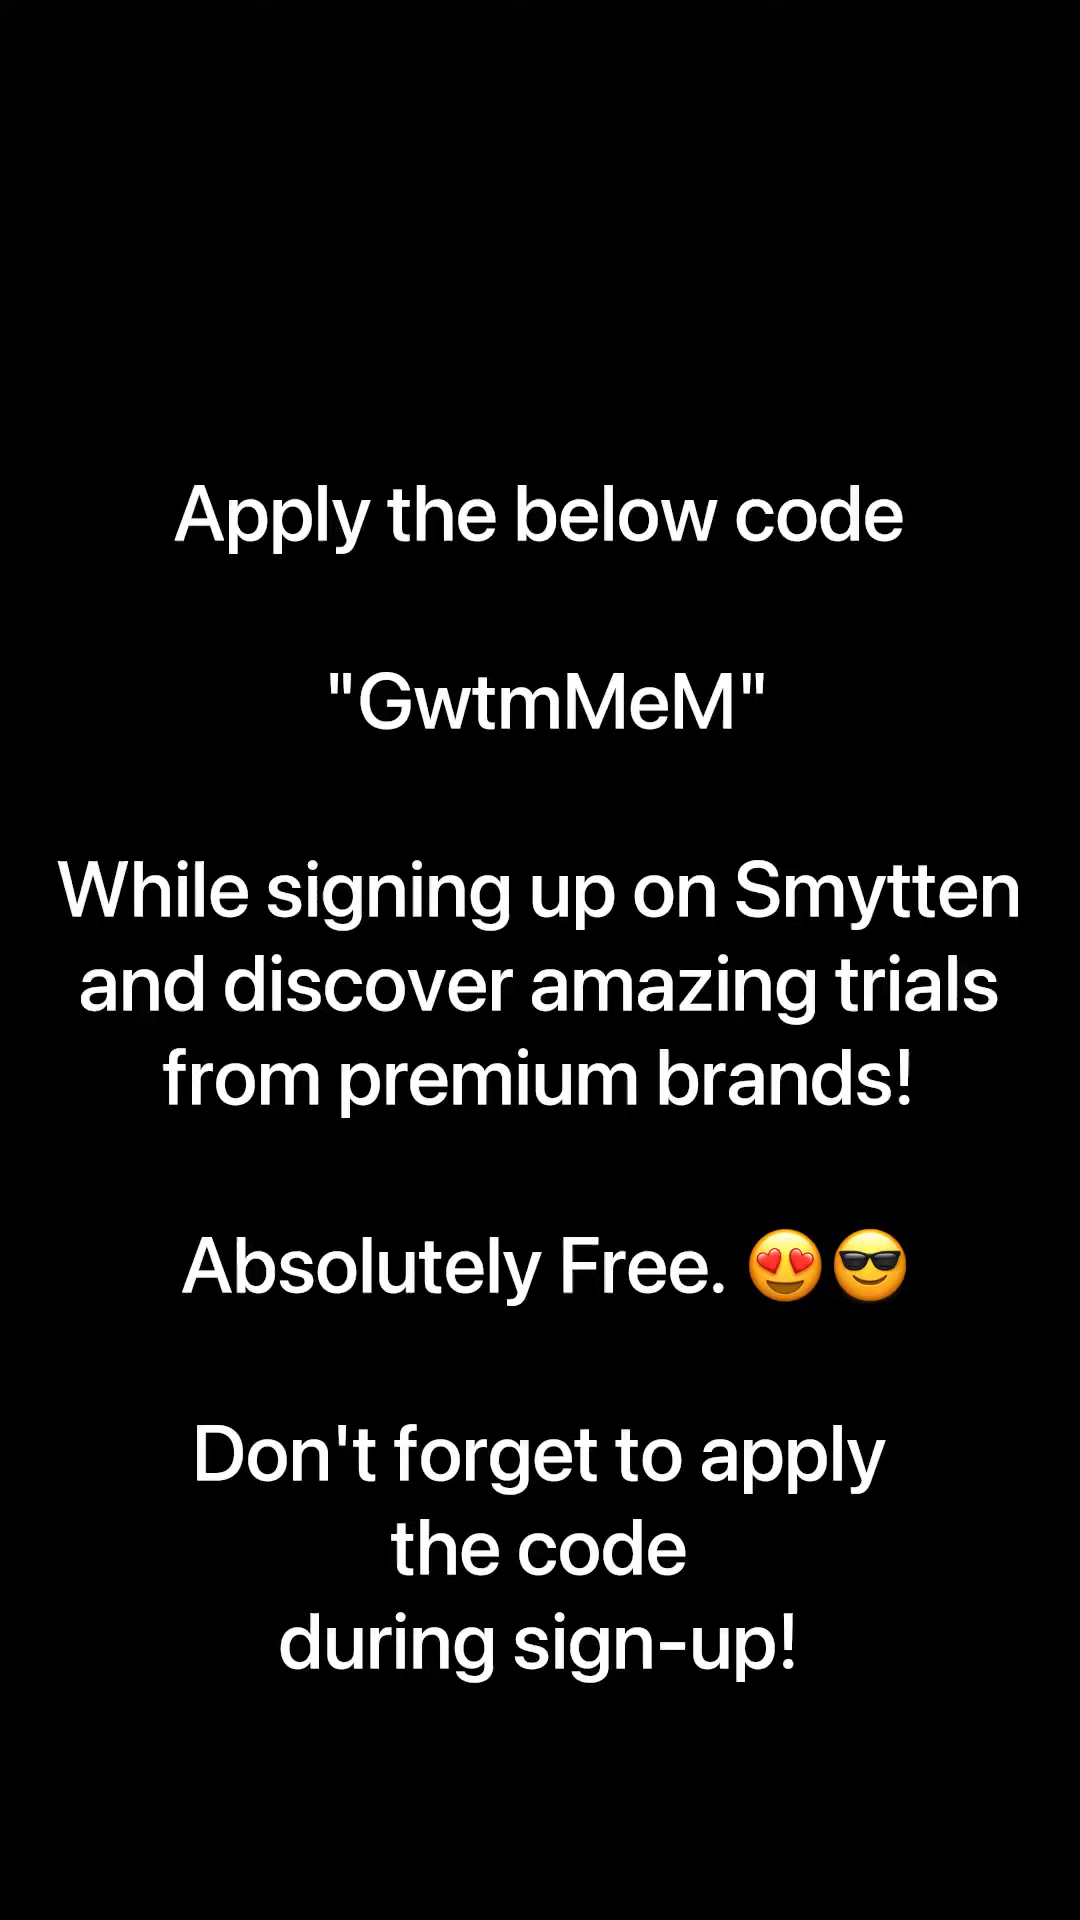 Apply the below code
"GwtmMeM"
While signing up on Smytten
and discover amazing trials
from premium brands!
Absolutely Free. 😍😎
Don't forget to apply
the code
during sign-up!